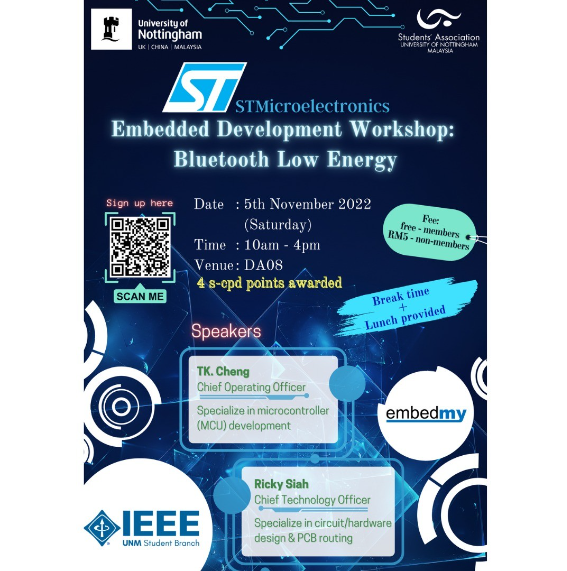 University of
Nottingham
UK | CHINA | MALAYSIA
Students' Association
UNIVERSITY OF NOTTINGHAM
MALAYSIA
ST
STMicroelectronics
Embedded Development Workshop:
Bluetooth Low Energy
Sign up here
SCAN ME
Date : 5th November 2022
(Saturday)
Time : 10am - 4pm
Venue : DA08
4 s-cpd points awarded
Fee:
free - members
RM5 - non-members
Break time
+
Lunch provided
Speakers
TK. Cheng
Chief Operating Officer
Specialize in microcontroller
(MCU) development
embedmy
Ricky Siah
Chief Technology Officer
Specialize in circuit/hardware
design & PCB routing
IEEE
UNM Student Branch